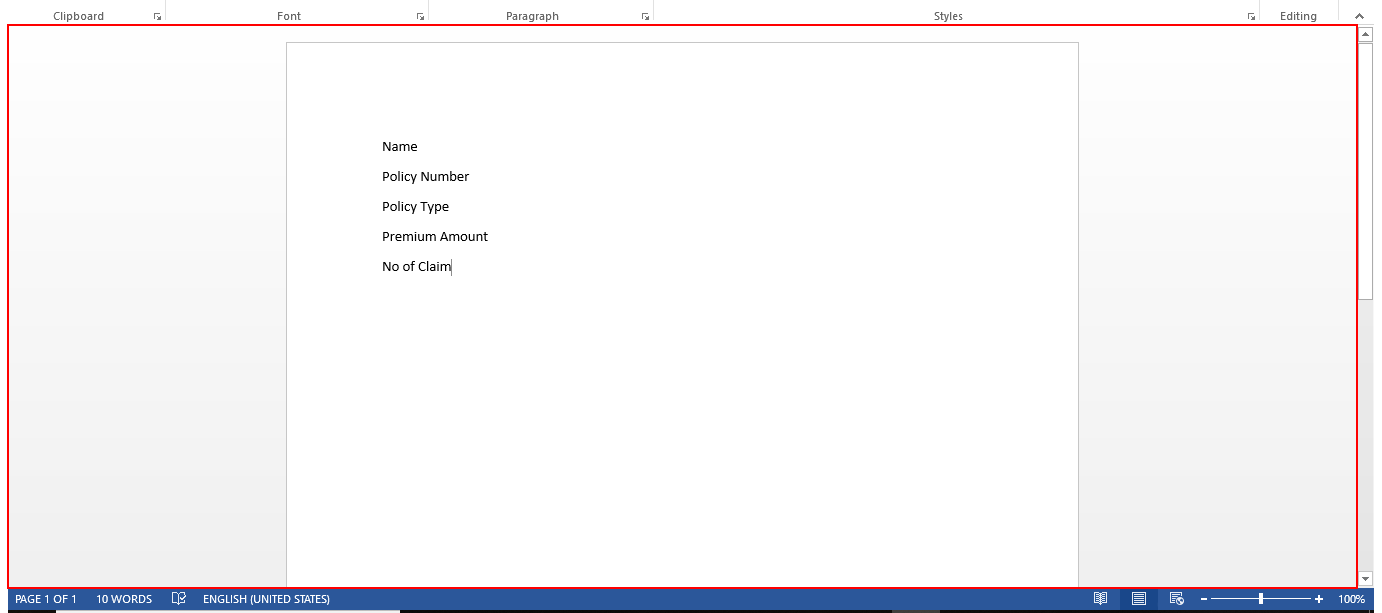 Clipboard Font Paragraph Styles Editing
Name
Policy Number
Policy Type
Premium Amount
No of Claim
PAGE 1 OF 1 10 WORDS ENGLISH (UNITED STATES) 100%